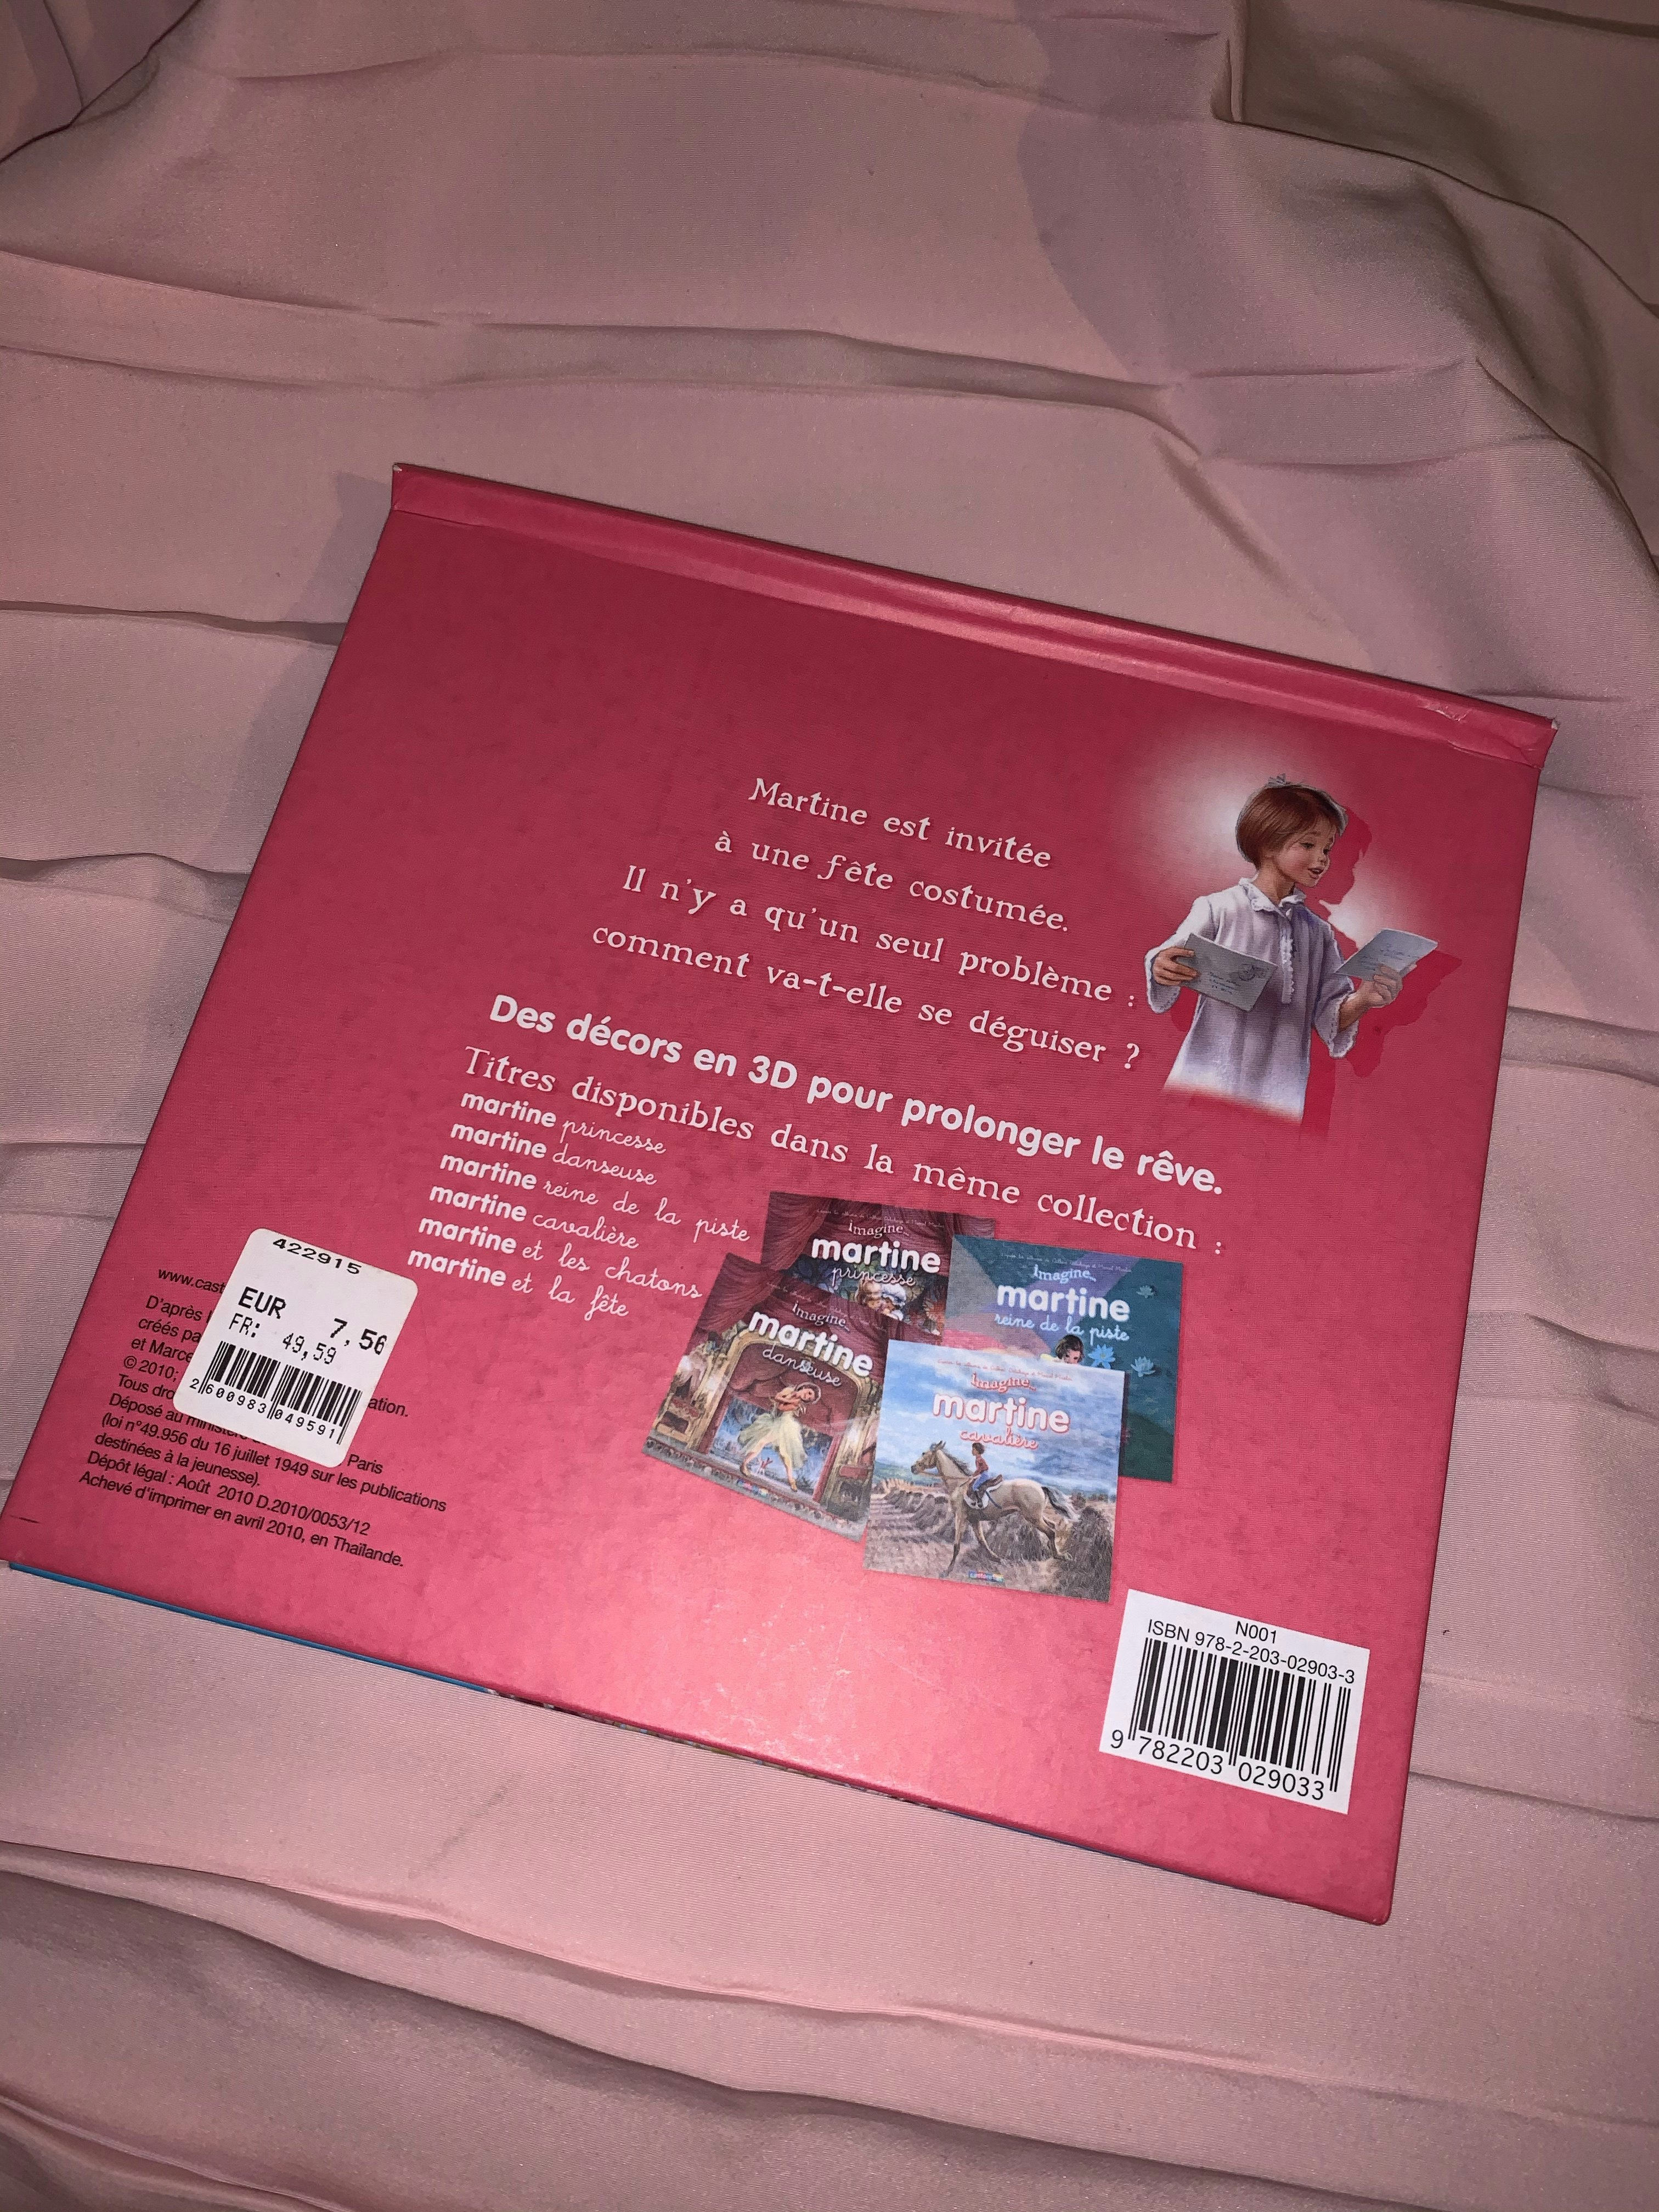 Martine est invitée
à une fête costumée.
Il n'y a qu'un seul problème :
comment va-t-elle se déguiser ?
Des décors en 3D pour prolonger le rêve.
Titres disponibles dans la même collection :
martine princesse
martine danseuse
martine reine de la piste
martine cavalière
martine et les chatons
martine et la fête
Imagine
martine
princesse
Imagine
martine
reine de la piste
Imagine
martine
danseuse
Imagine
martine
cavalière
422915
EUR 7,56
FR: 49,59
2600983 049591
www.cast
D'après
créés pa
et Marce
© 2010; ation.
Tous dro
Déposé au Paris
(loi n°49.956 du 16 juillet 1949 sur les publications
destinées à la jeunesse).
Dépôt légal : Août 2010 D.2010/0053/12
Achevé d'imprimer en avril 2010, en Thaïlande.
N001
ISBN 978-2-203-02903-3
9 782203 029033